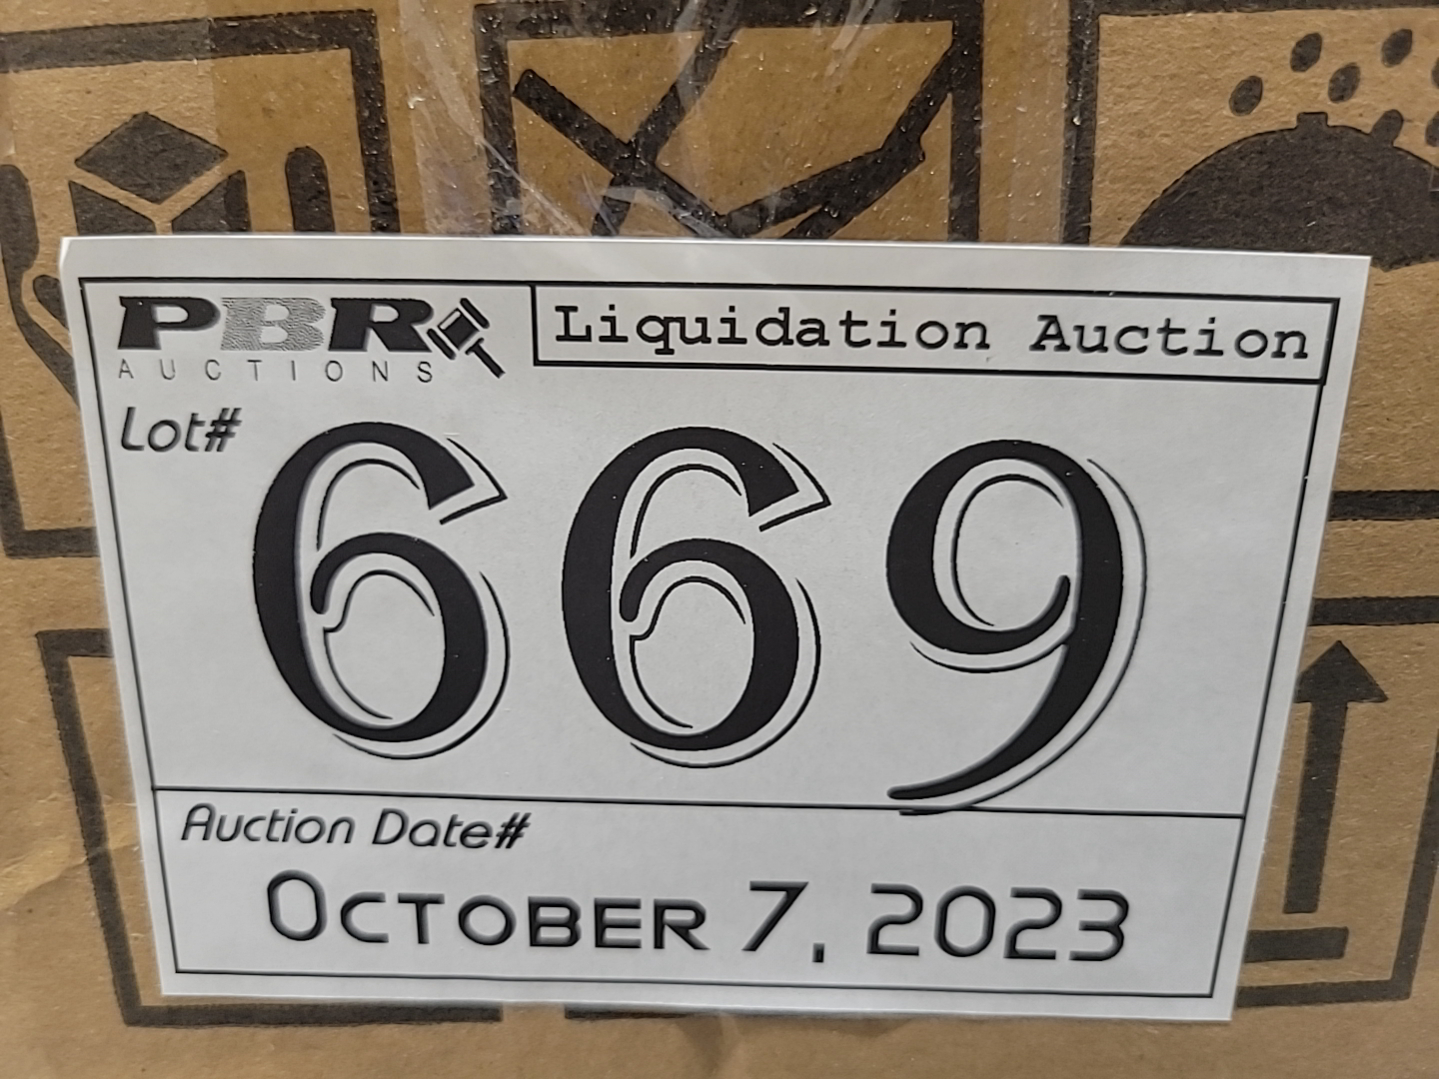 PBR
AUCTIONS
Liquidation Auction
Lot#
669
Auction Date#
October 7, 2023